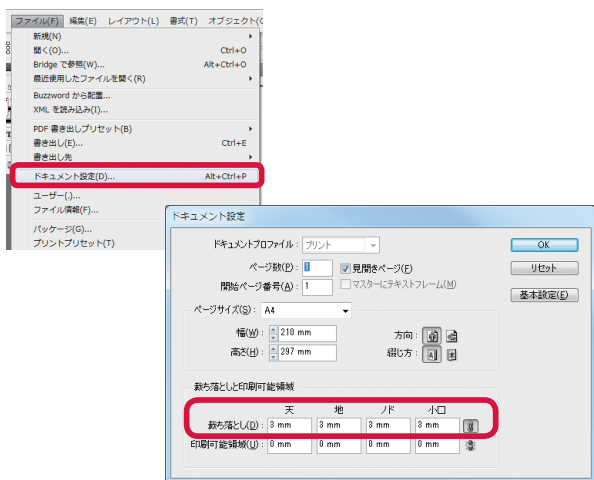 ファイル(F) 編集(E) レイアウト(L) 書式(T) オブジェクト(
新規(N)
開く(O)... Ctrl+O
Bridge で参照(W)... Alt+Ctrl+O
最近使用したファイルを開く(R)
Buzzword から配置...
XML を読み込み(I)...
PDF 書き出しプリセット(B)
書き出し(E)... Ctrl+E
書き出し先
ドキュメント設定(D)... Alt+Ctrl+P
ユーザー(.)...
ファイル情報(F)...
パッケージ(G)...
プリントプリセット(T)
ドキュメント設定
ドキュメントプロファイル: プリント OK
ページ数(P): 1 見開きページ(F) リセット
開始ページ番号(A): 1 マスターにテキストフレーム(M)
基本設定(E)
ページサイズ(S): A4
幅(W): 210 mm 方向:
高さ(H): 297 mm 綴じ方:
裁ち落としと印刷可能領域
天 地 ノド 小口
裁ち落とし(D): 3 mm 3 mm 3 mm 3 mm
印刷可能領域(U): 0 mm 0 mm 0 mm 0 mm